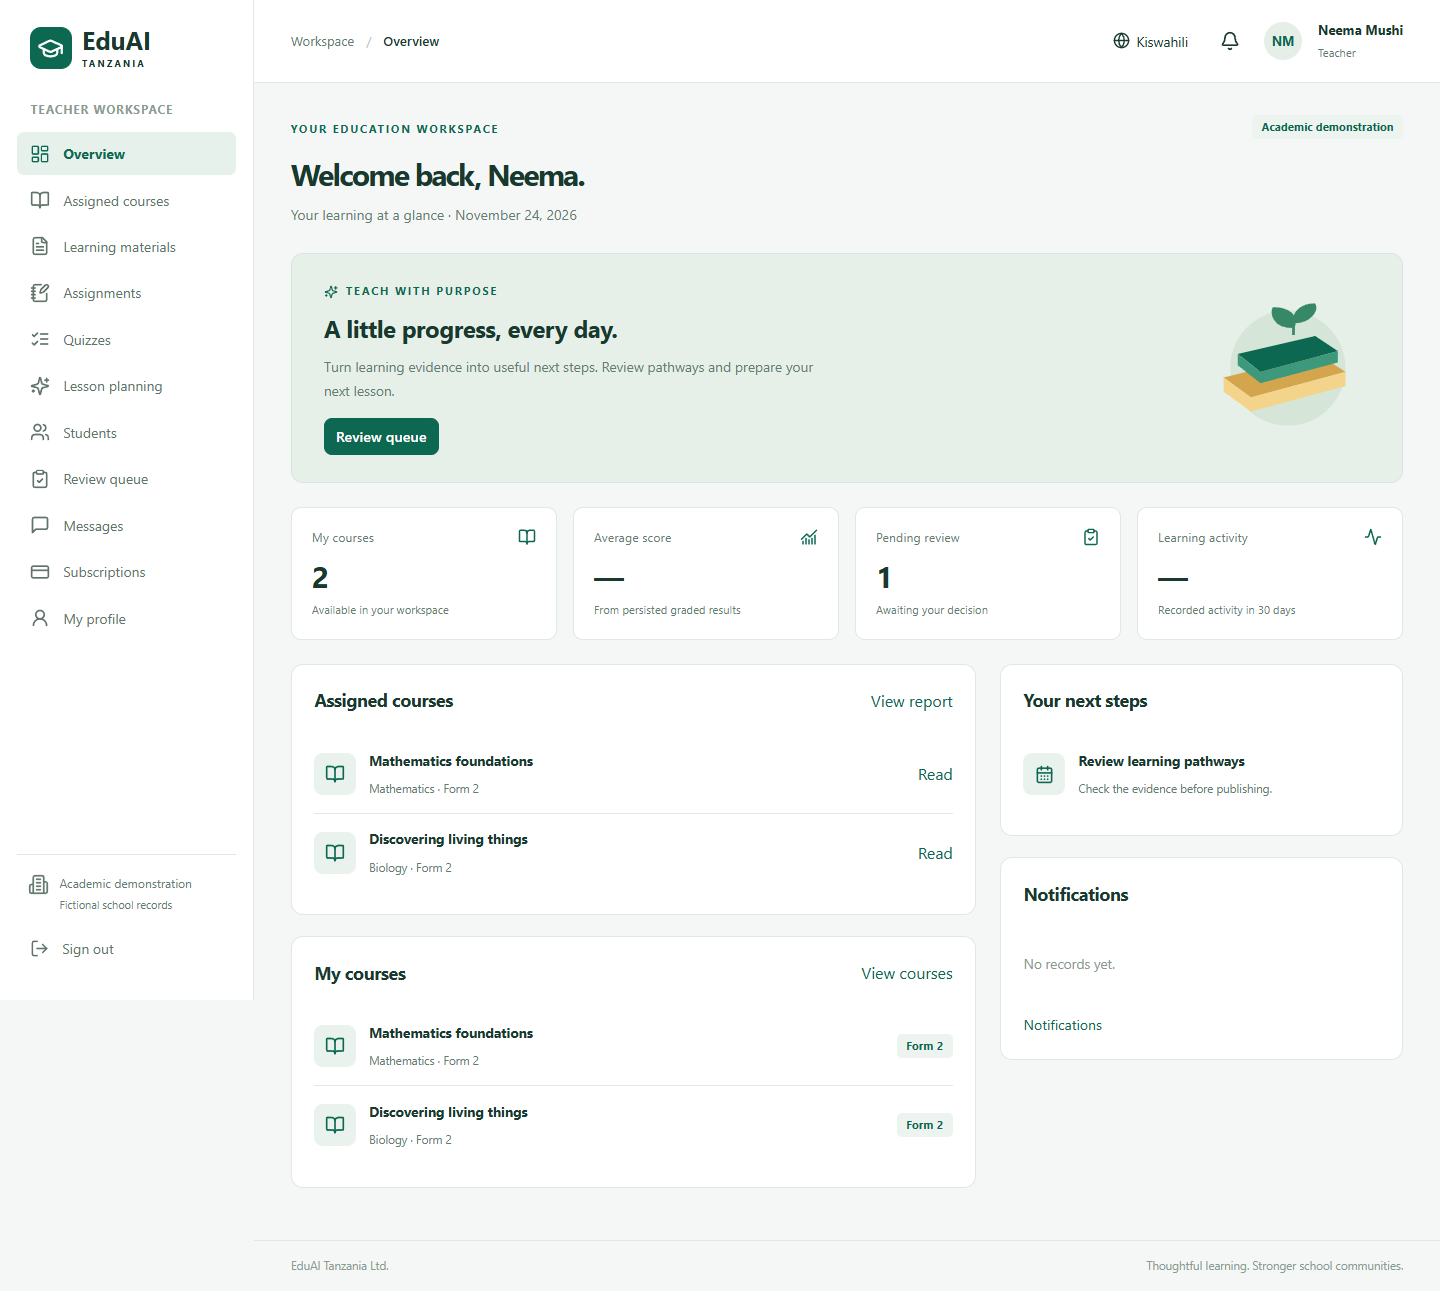 EduAI
TANZANIA
TEACHER WORKSPACE
Overview
Assigned courses
Learning materials
Assignments
Quizzes
Lesson planning
Students
Review queue
Messages
Subscriptions
My profile
Academic demonstration
Fictional school records
Sign out
Workspace / Overview
Kiswahili
NM
Neema Mushi
Teacher
YOUR EDUCATION WORKSPACE
Academic demonstration
Welcome back, Neema.
Your learning at a glance · November 24, 2026
TEACH WITH PURPOSE
A little progress, every day.
Turn learning evidence into useful next steps. Review pathways and prepare your
next lesson.
Review queue
My courses
2
Available in your workspace
Average score
—
From persisted graded results
Pending review
1
Awaiting your decision
Learning activity
—
Recorded activity in 30 days
Assigned courses
View report
Mathematics foundations
Mathematics · Form 2
Read
Discovering living things
Biology · Form 2
Read
My courses
View courses
Mathematics foundations
Mathematics · Form 2
Form 2
Discovering living things
Biology · Form 2
Form 2
Your next steps
Review learning pathways
Check the evidence before publishing.
Notifications
No records yet.
Notifications
EduAI Tanzania Ltd.
Thoughtful learning. Stronger school communities.